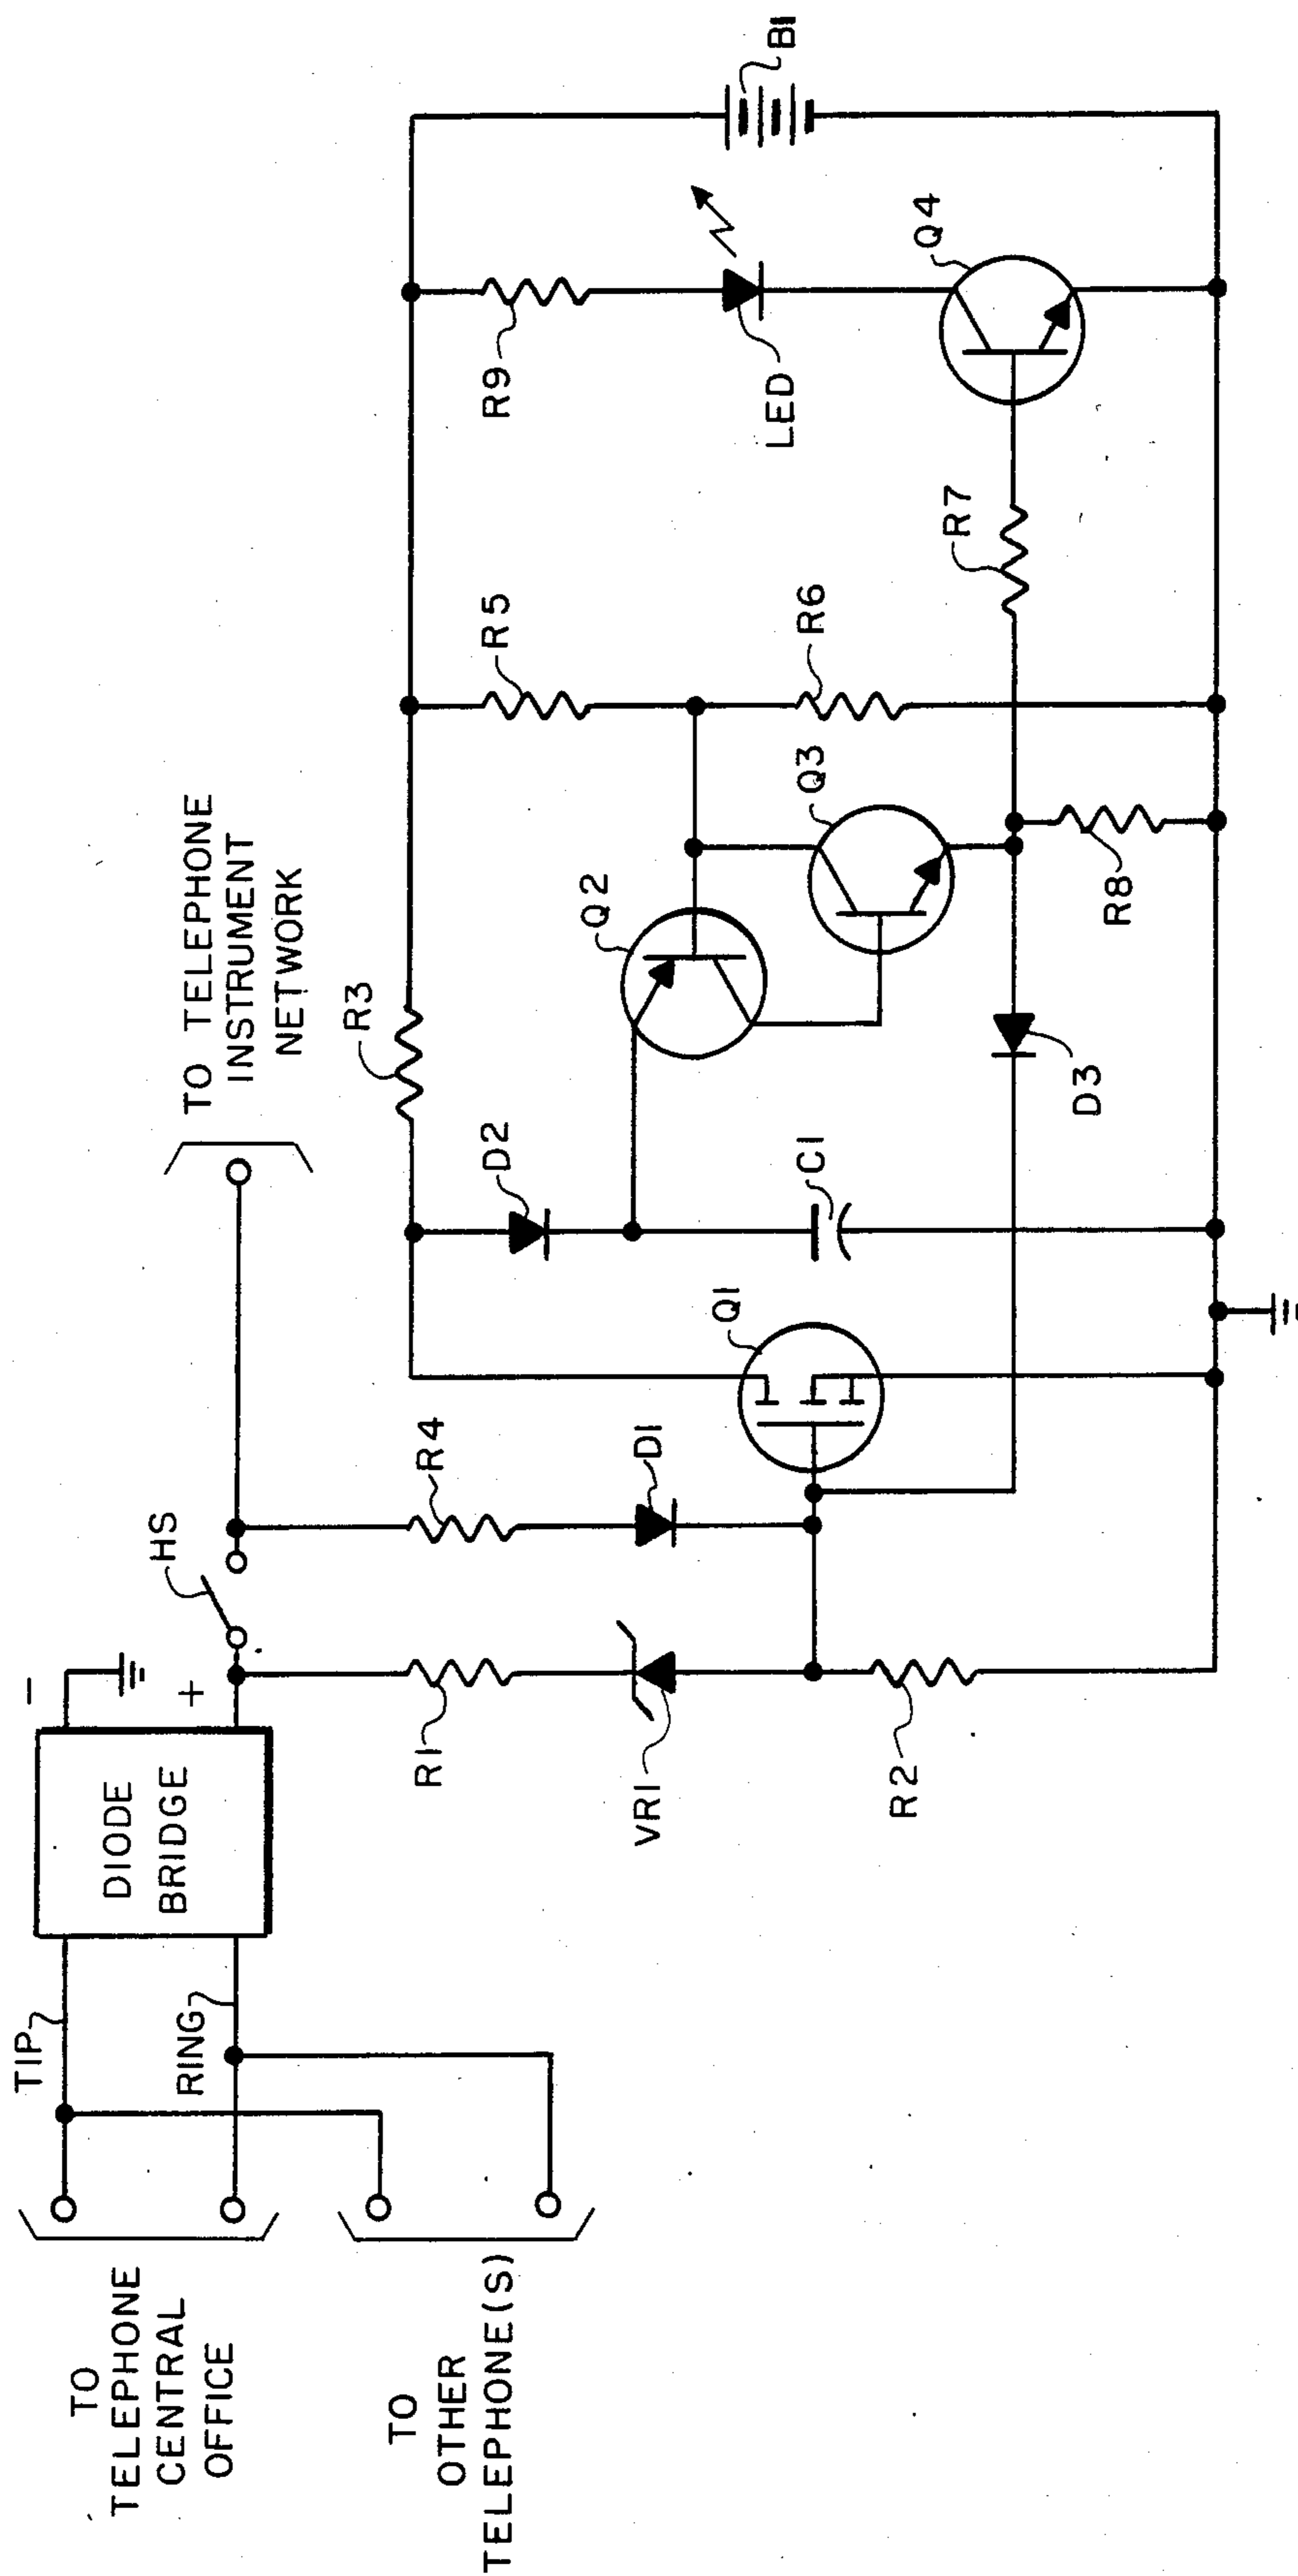 TO
TELEPHONE
CENTRAL
OFFICE
TO
OTHER
TELEPHONE(S)
TIP
RING
DIODE
BRIDGE
-
+
HS
TO TELEPHONE
INSTRUMENT
NETWORK
R1
VR1
R2
R4
D1
Q1
D2
C1
R3
D3
Q2
Q3
R8
R5
R6
R7
R9
LED
Q4
B1